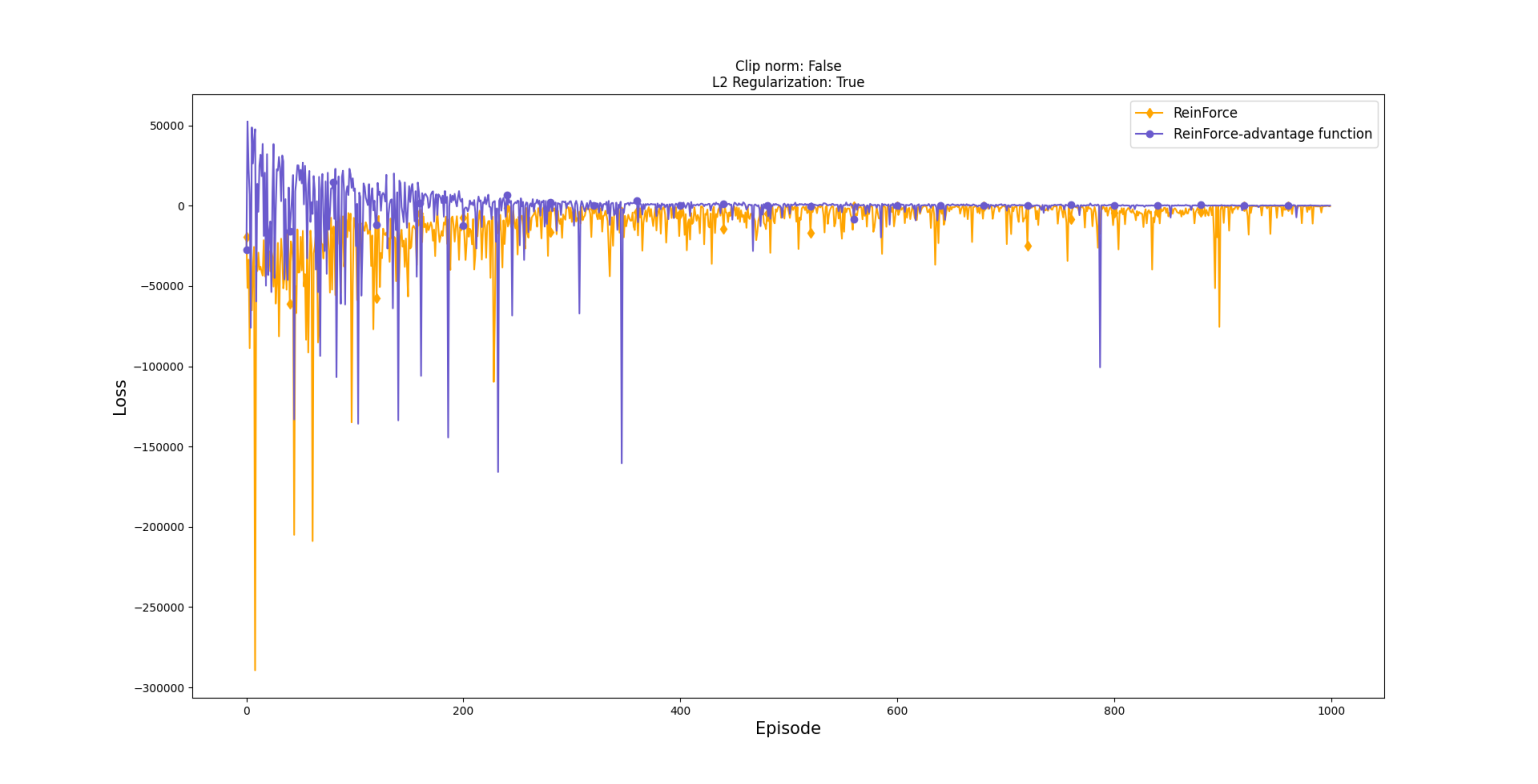 Clip norm: False
L2 Regularization: True
ReinForce
ReinForce-advantage function
50000
0
−50000
−100000
−150000
−200000
−250000
−300000
Loss
0 200 400 600 800 1000
Episode